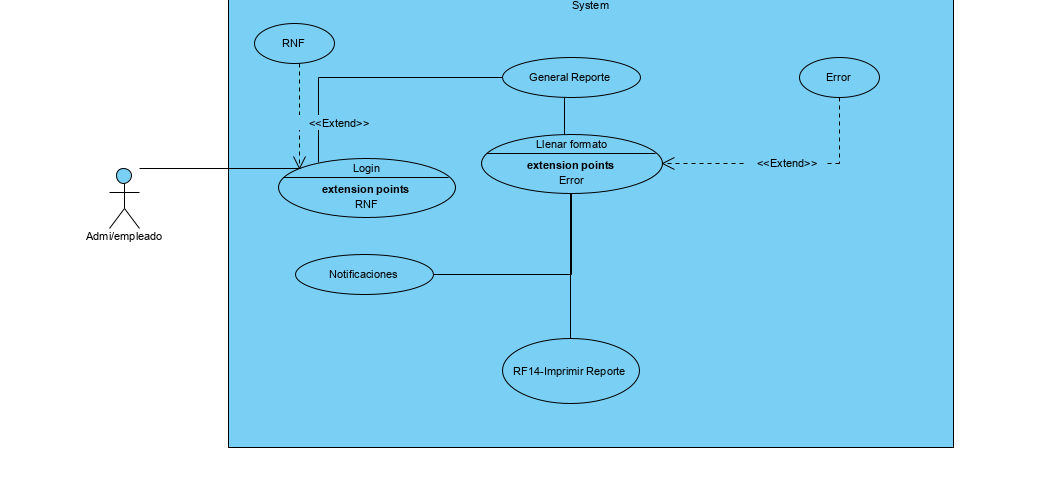 System
RNF
General Reporte
Error
<<Extend>>
Llenar formato
extension points
Error
<<Extend>>
Login
extension points
RNF
Admi/empleado
Notificaciones
RF14-Imprimir Reporte